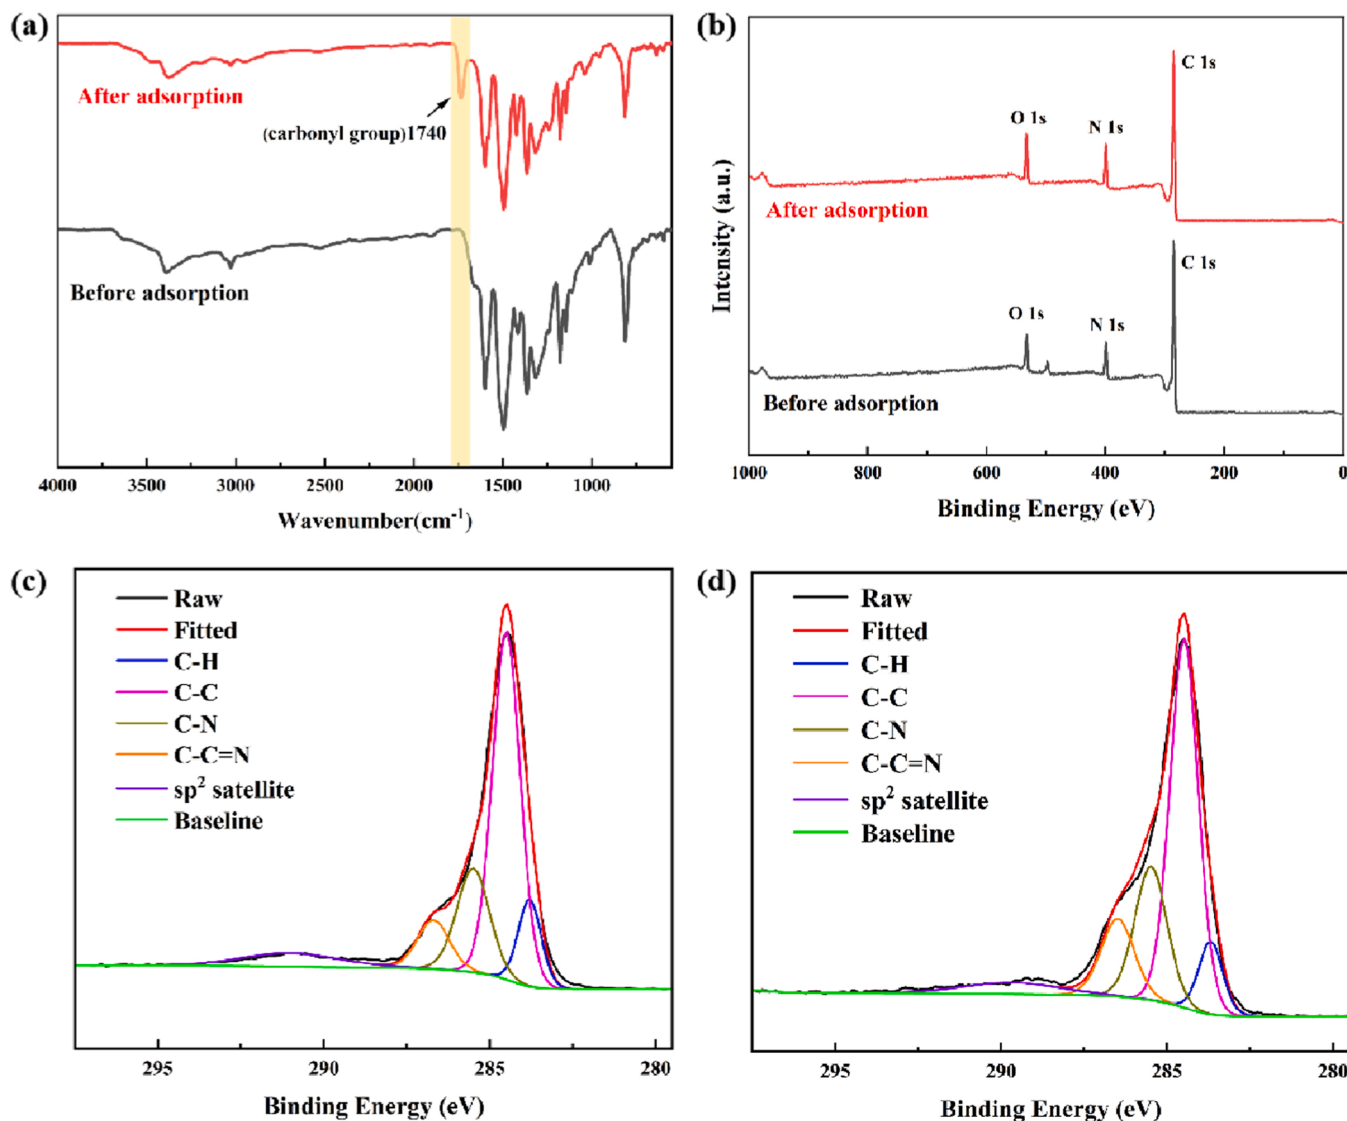 (a)
After adsorption
(carbonyl group)1740
Before adsorption
4000 3500 3000 2500 2000 1500 1000
Wavenumber(cm⁻¹)
(b)
C 1s
O 1s
N 1s
After adsorption
C 1s
O 1s
N 1s
Before adsorption
Intensity (a.u.)
1000 800 600 400 200 0
Binding Energy (eV)
(c)
Raw
Fitted
C-H
C-C
C-N
C-C=N
sp² satellite
Baseline
295 290 285 280
Binding Energy (eV)
(d)
Raw
Fitted
C-H
C-C
C-N
C-C=N
sp² satellite
Baseline
295 290 285 280
Binding Energy (eV)